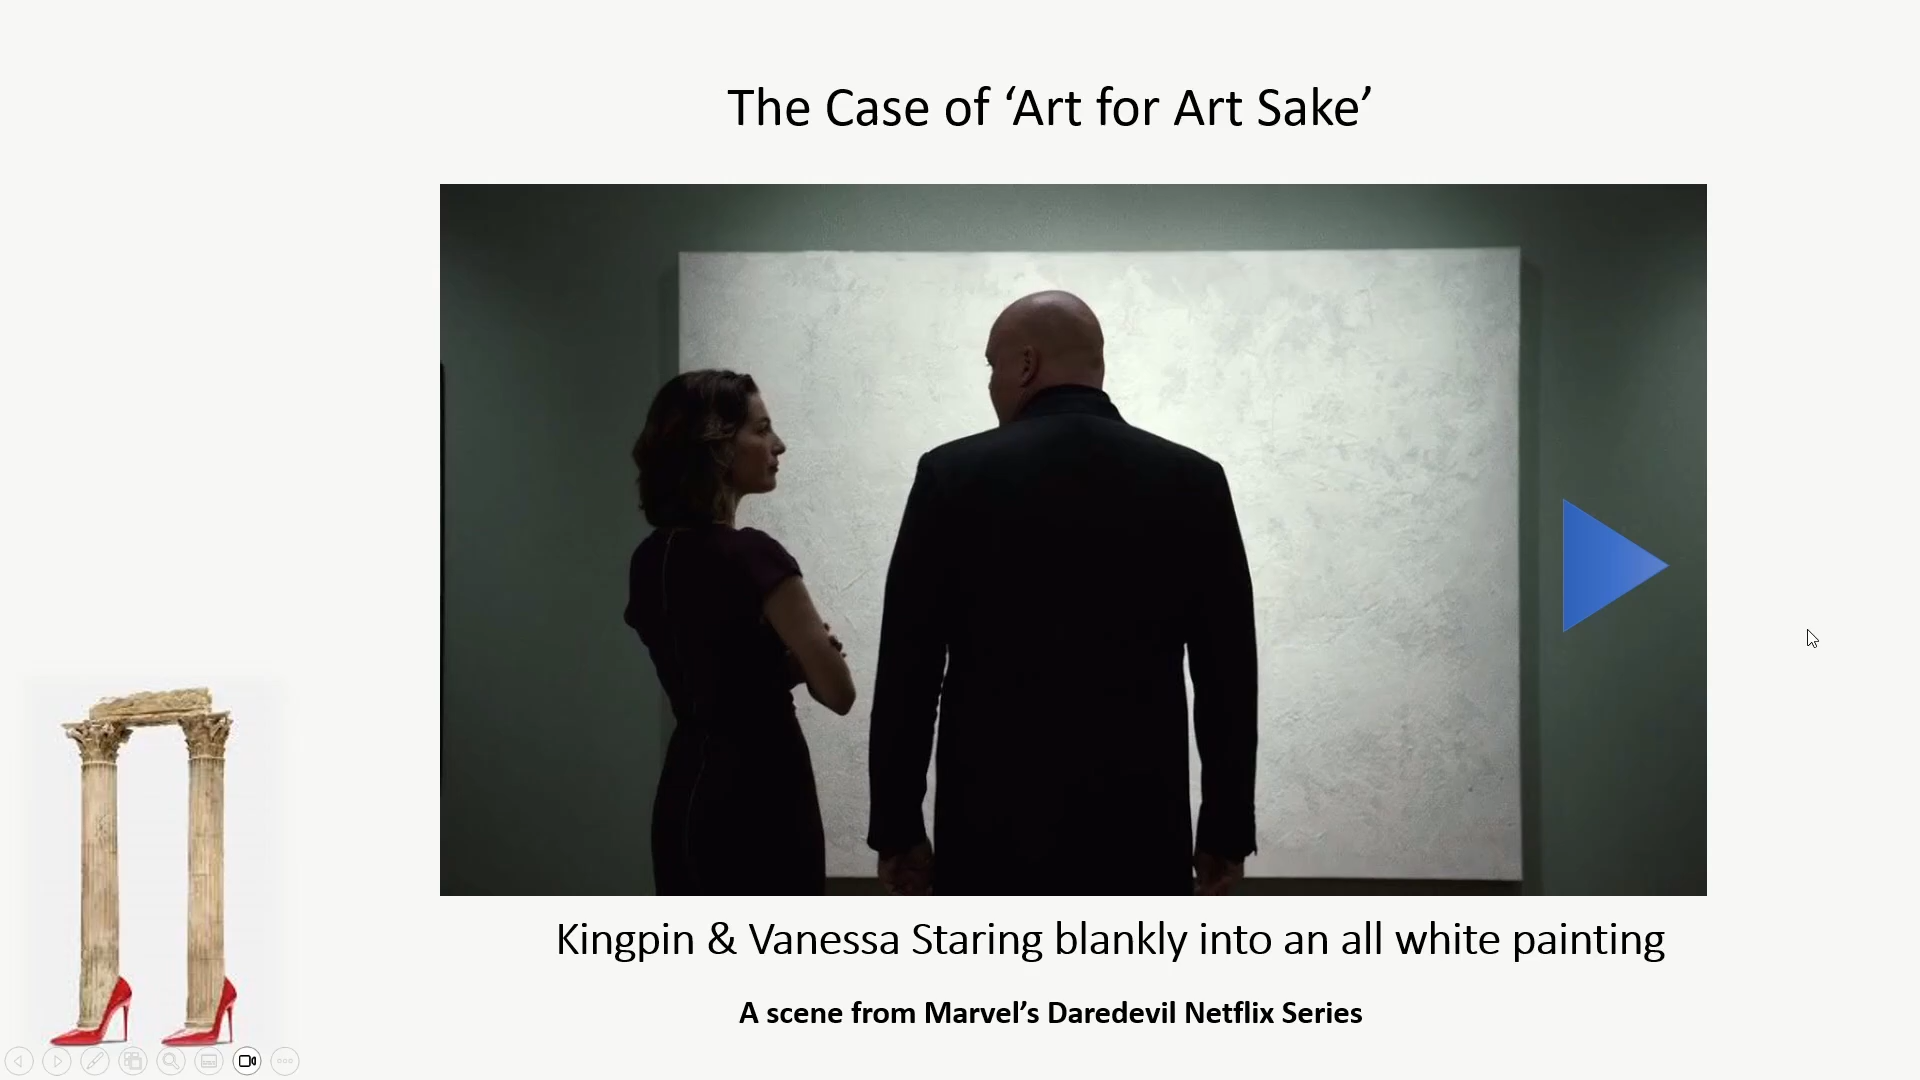 The Case of ‘Art for Art Sake’
Kingpin & Vanessa Staring blankly into an all white painting
A scene from Marvel’s Daredevil Netflix Series